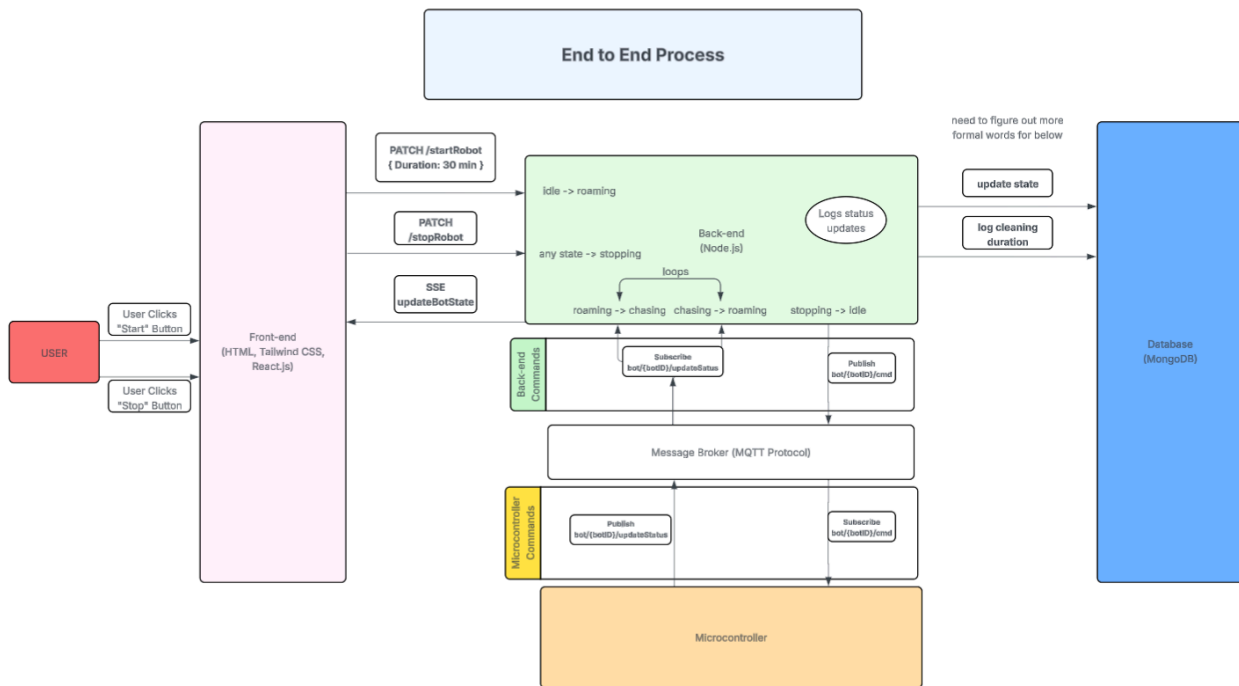 End to End Process
need to figure out more
formal words for below
PATCH /startRobot
{ Duration: 30 min }
update state
idle -> roaming
Logs status
updates
PATCH
/stopRobot
log cleaning
duration
Back-end
(Node.js)
any state -> stopping
loops
SSE
updateBotState
roaming -> chasing
chasing -> roaming
stopping -> idle
User Clicks
"Start" Button
USER
Front-end
(HTML, Tailwind CSS,
React.js)
Database
(MongoDB)
User Clicks
"Stop" Button
Back-end
Commands
Subscribe
bot/{botID}/updateSatus
Publish
bot/{botID}/cmd
Message Broker (MQTT Protocol)
Microcontroller
Commands
Publish
bot/{botID}/updateStatus
Subscribe
bot/{botID}/cmd
Microcontroller